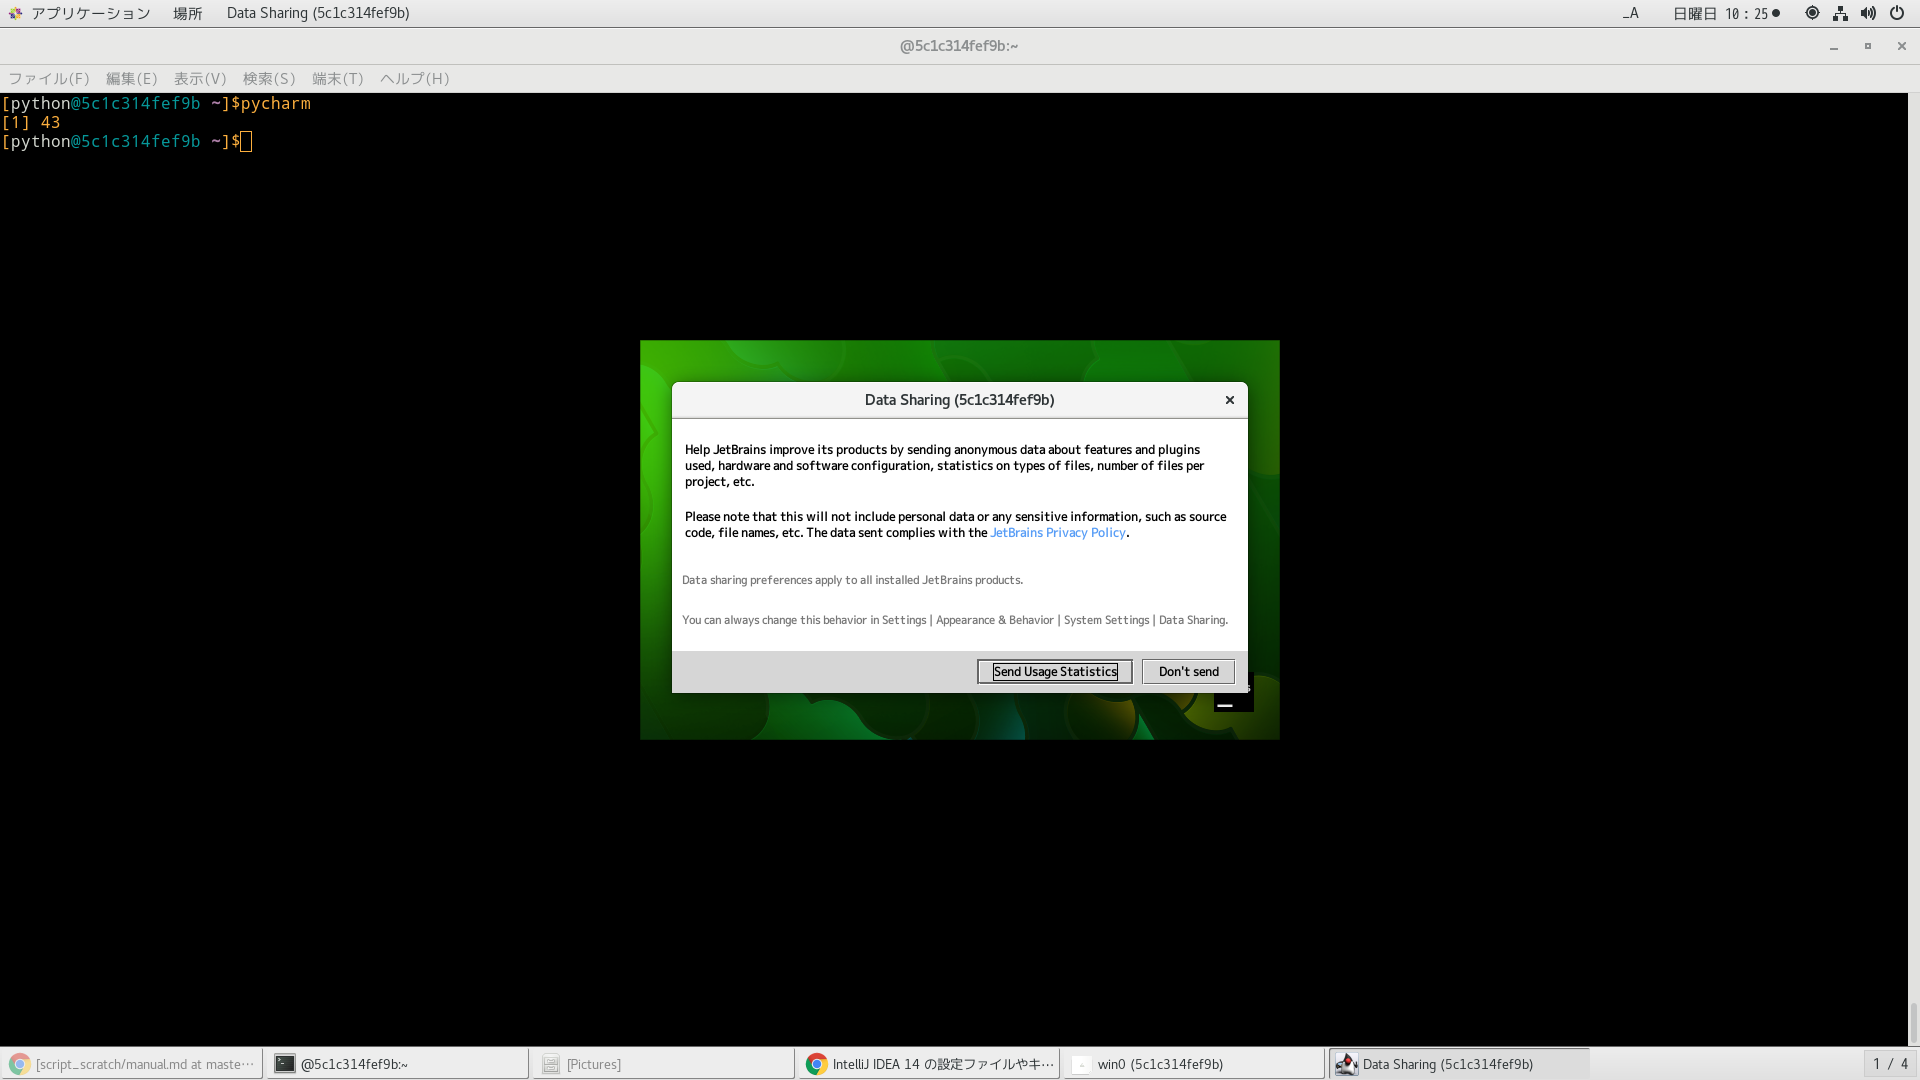 アプリケーション 場所 Data Sharing (5c1c314fef9b) _A 日曜日 10：25●
@5c1c314fef9b:~
ファイル(F) 編集(E) 表示(V) 検索(S) 端末(T) ヘルプ(H)
[python@5c1c314fef9b ~]$pycharm
[1] 43
[python@5c1c314fef9b ~]$
Data Sharing (5c1c314fef9b)
Help JetBrains improve its products by sending anonymous data about features and plugins
used, hardware and software configuration, statistics on types of files, number of files per
project, etc.
Please note that this will not include personal data or any sensitive information, such as source
code, file names, etc. The data sent complies with the JetBrains Privacy Policy.
Data sharing preferences apply to all installed JetBrains products.
You can always change this behavior in Settings | Appearance & Behavior | System Settings | Data Sharing.
Send Usage Statistics Don't send
[script_scratch/manual.md at maste… @5c1c314fef9b:~ [Pictures] IntelliJ IDEA 14 の設定ファイルやキ… win0 (5c1c314fef9b) Data Sharing (5c1c314fef9b) 1 / 4